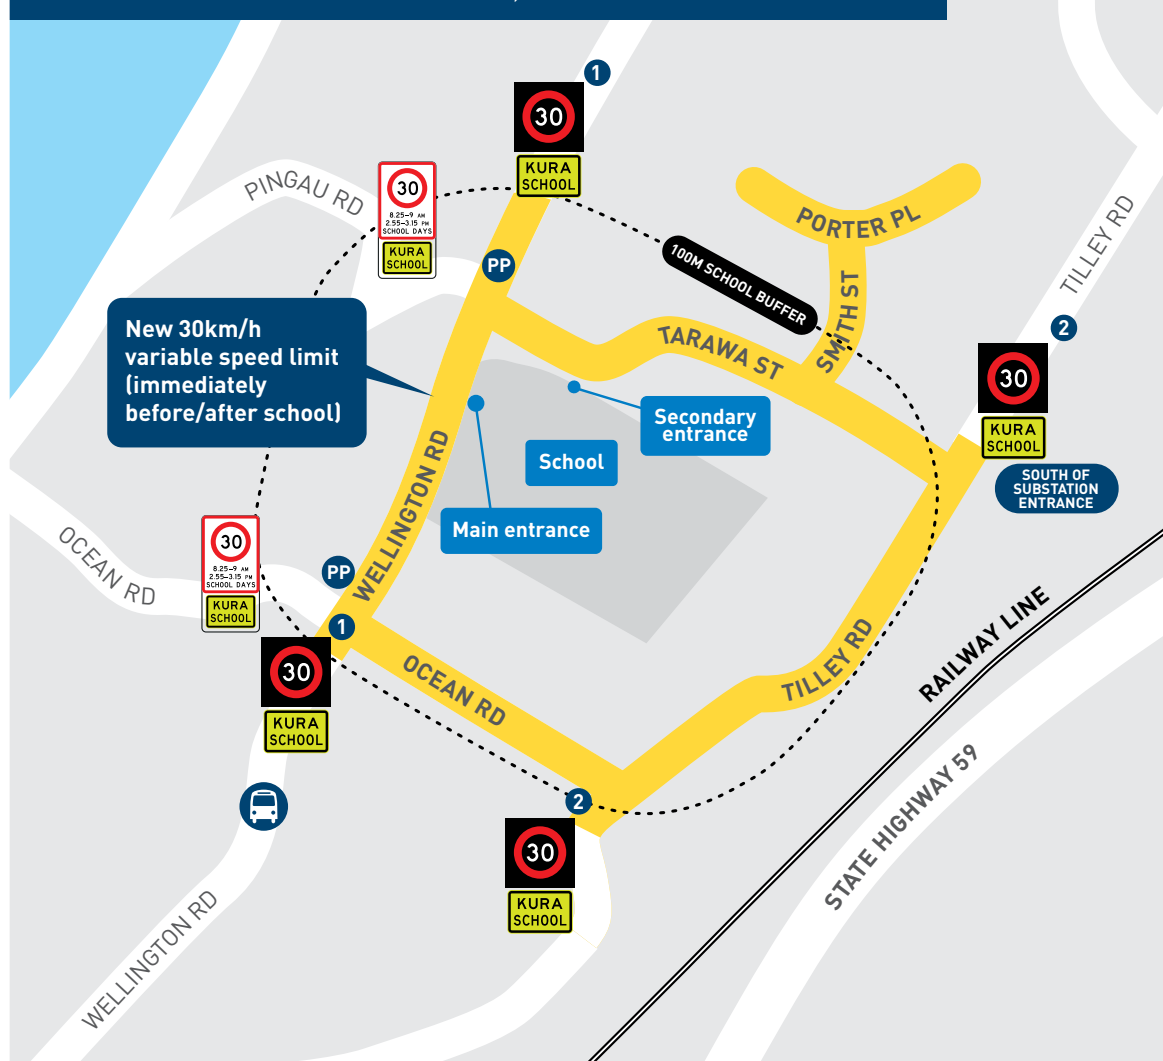 1
30
KURA
SCHOOL
PINGAU RD
30
8.25–9 AM
2.55–3.15 PM
SCHOOL DAYS
KURA
SCHOOL
PORTER PL
TILLEY RD
PP
100M SCHOOL BUFFER
SMITH ST
New 30km/h
variable speed limit
(immediately
before/after school)
TARAWA ST
2
30
KURA
SCHOOL
SOUTH OF
SUBSTATION
ENTRANCE
Secondary
entrance
School
Main entrance
WELLINGTON RD
OCEAN RD
30
8.25–9 AM
2.55–3.15 PM
SCHOOL DAYS
KURA
SCHOOL
PP
1
30
KURA
SCHOOL
OCEAN RD
TILLEY RD
RAILWAY LINE
STATE HIGHWAY 59
2
30
KURA
SCHOOL
WELLINGTON RD